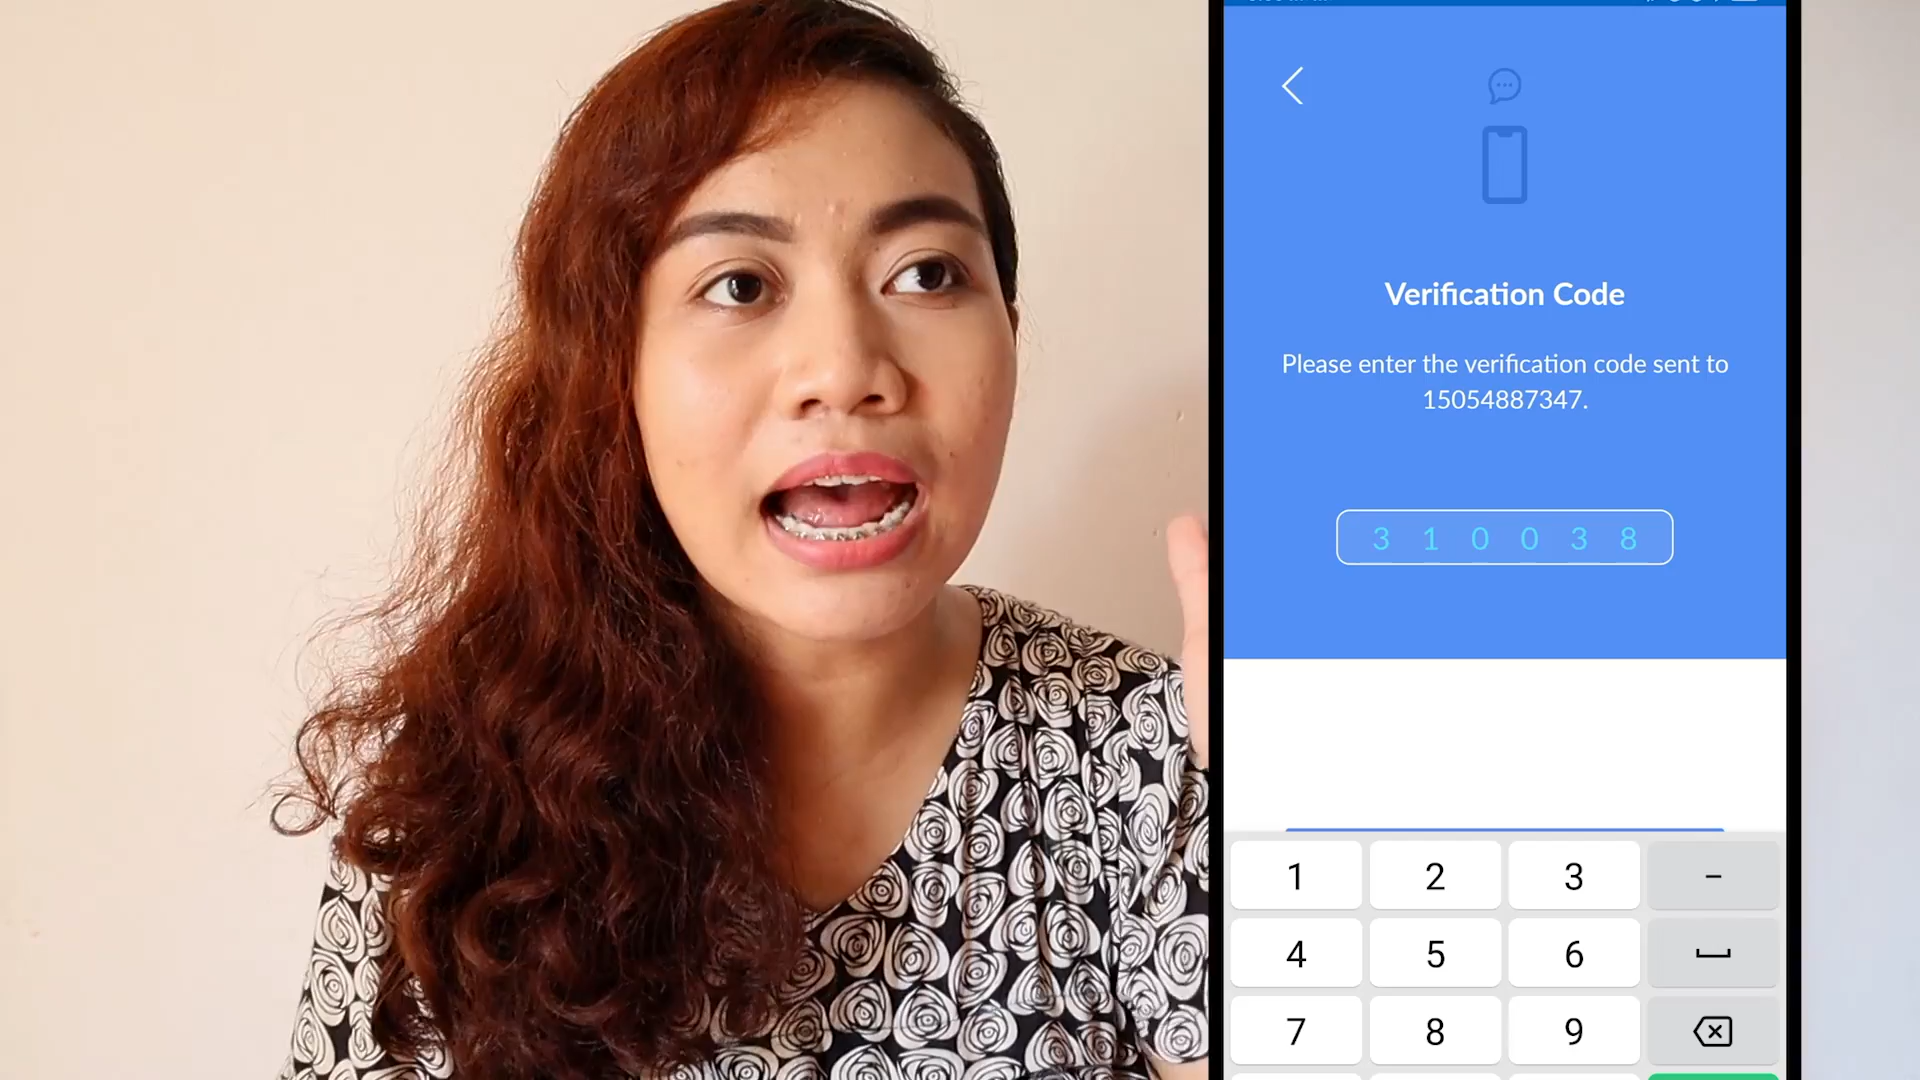 Verification Code
Please enter the verification code sent to
15054887347.
3 1 0 0 3 8
1 2 3 –
4 5 6
7 8 9